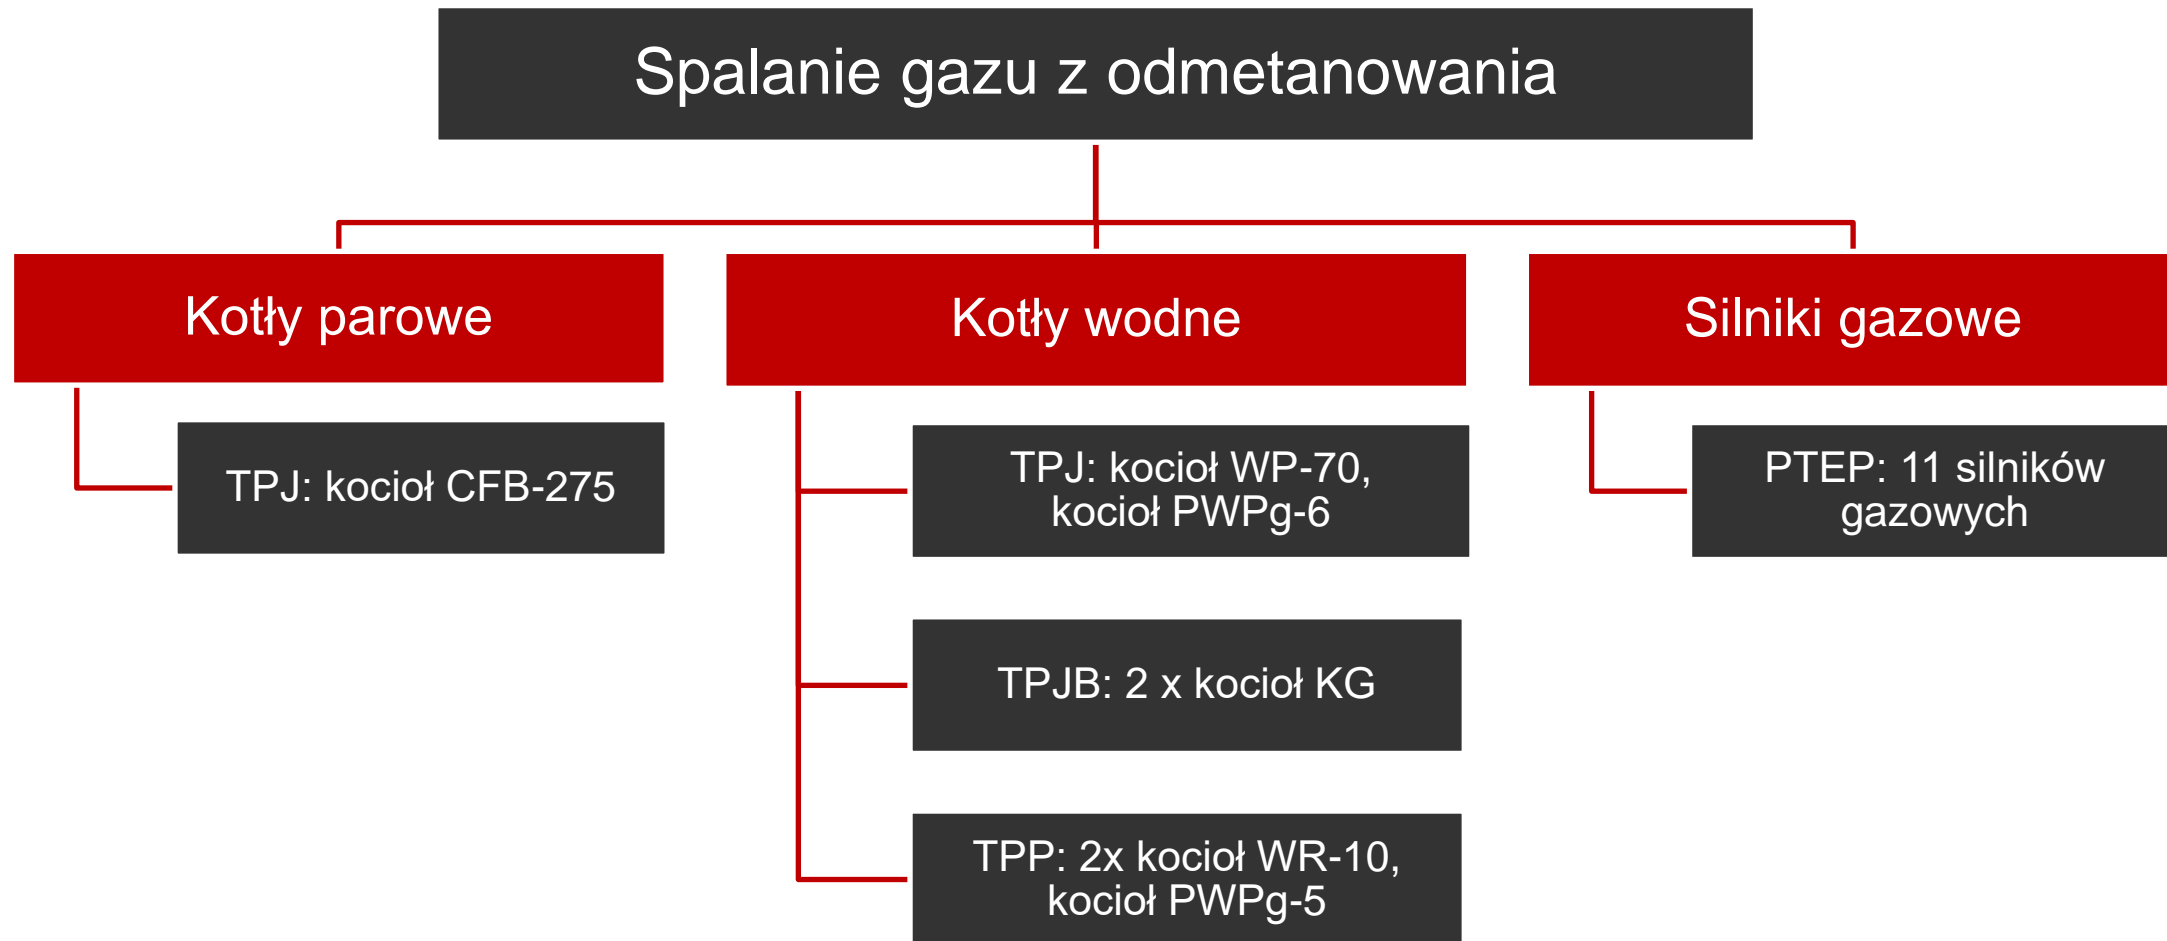 Spalanie gazu z odmetanowania
Kotły parowe
TPJ: kocioł CFB-275
Kotły wodne
TPJ: kocioł WP-70,
kocioł PWPg-6
TPJB: 2 x kocioł KG
TPP: 2x kocioł WR-10,
kocioł PWPg-5
Silniki gazowe
PTEP: 11 silników
gazowych